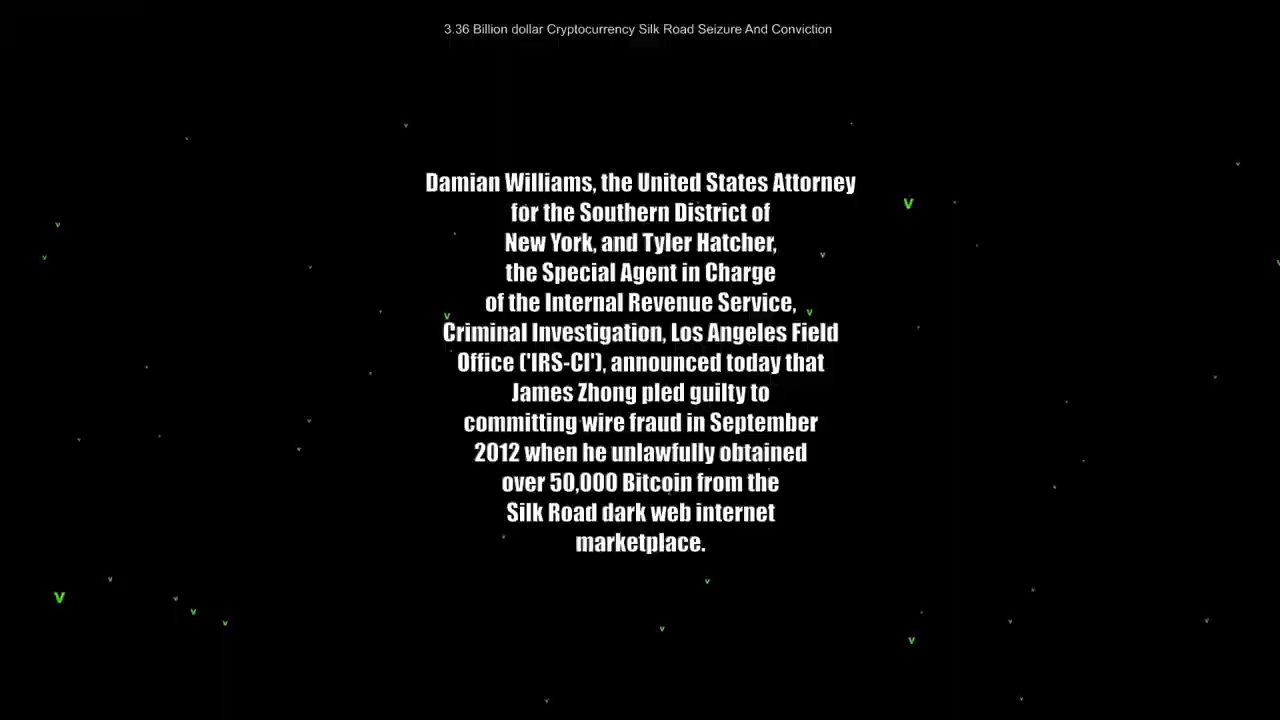 3.36 Billion dollar Cryptocurrency Silk Road Seizure And Conviction
Damian Williams, the United States Attorney
for the Southern District of
New York, and Tyler Hatcher,
the Special Agent in Charge
of the Internal Revenue Service,
Criminal Investigation, Los Angeles Field
Office ('IRS-CI'), announced today that
James Zhong pled guilty to
committing wire fraud in September
2012 when he unlawfully obtained
over 50,000 Bitcoin from the
Silk Road dark web internet
marketplace.